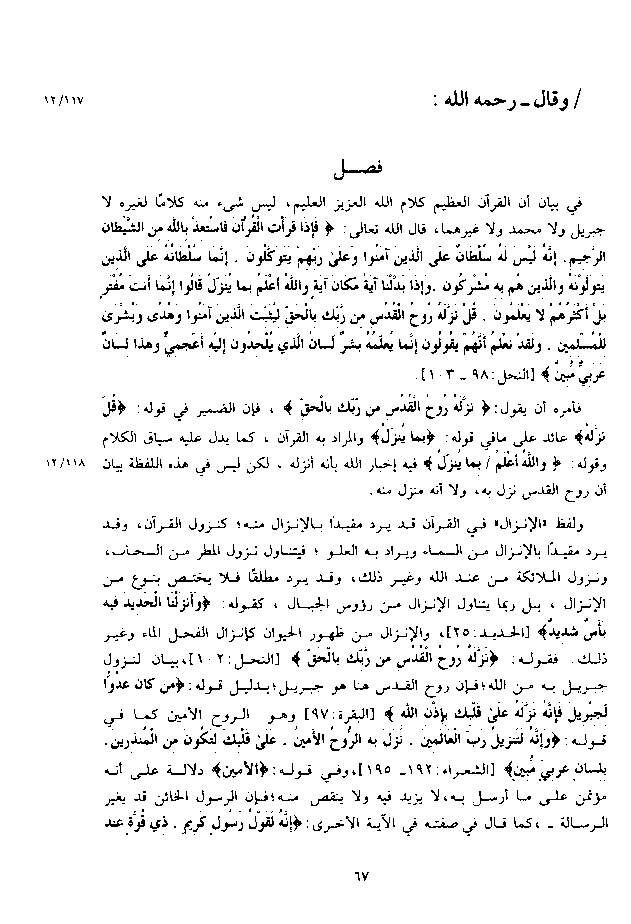 / وقال ـ رحمه الله : ١٢/١١٧
فصــل
في بيان أن القرآن العظيم كلام الله العزيز العليم، ليس شىء منه كلامًا لغيره لا
جبريل ولا محمد ولا غيرهما، قال الله تعالى: ﴿ فَإِذَا قَرَأْتَ الْقُرْآنَ فَاسْتَعِذْ بِاللَّهِ مِنَ الشَّيْطَانِ
الرَّجِيمِ. إِنَّهُ لَيْسَ لَهُ سُلْطَانٌ عَلَى الَّذِينَ آمَنُوا وَعَلَىٰ رَبِّهِمْ يَتَوَكَّلُونَ . إِنَّمَا سُلْطَانُهُ عَلَى الَّذِينَ
يَتَوَلَّوْنَهُ وَالَّذِينَ هُم بِهِ مُشْرِكُونَ .وَإِذَا بَدَّلْنَا آيَةً مَّكَانَ آيَةٍ وَاللَّهُ أَعْلَمُ بِمَا يُنَزِّلُ قَالُوا إِنَّمَا أَنتَ مُفْتَرٍ
بَلْ أَكْثَرُهُمْ لا يَعْلَمُونَ . قُلْ نَزَّلَهُ رُوحُ الْقُدُسِ مِن رَّبِّكَ بِالْحَقِّ لِيُثَبِّتَ الَّذِينَ آمَنُوا وَهُدًى وَبُشْرَىٰ
لِلْمُسْلِمِينَ . وَلَقَدْ نَعْلَمُ أَنَّهُمْ يَقُولُونَ إِنَّمَا يُعَلِّمُهُ بَشَرٌ لِّسَانُ الَّذِي يُلْحِدُونَ إِلَيْهِ أَعْجَمِيٌّ وَهَذَا لِسَانٌ
عَرَبِيٌّ مُّبِينٌ ﴾ [النحل:٩٨ ـ ١٠٣].
فأمره أن يقول:﴿ نَزَّلَهُ رُوحُ الْقُدُسِ مِن رَّبِّكَ بِالْحَقِّ ﴾ ، فإن الضمير في قوله: ﴿قُلْ
نَزَّلَهُ﴾ عائد على مافي قوله: ﴿بِمَا يُنَزِّلُ﴾ والمراد به القرآن ، كما يدل عليه سياق الكلام
وقوله: ﴿ وَاللَّهُ أَعْلَمُ / بِمَا يُنَزِّلُ ﴾ فيه إخبار الله بأنه أنزله ، لكن ليس في هذه اللفظة بيان ١٢/١١٨
أن روح القدس نزل به، ولا أنه منزل منه.
ولفظ «الإنزال» في القرآن قد يرد مقيدًا بالإنزال منه؛ كنزول القرآن، وقد
يرد مقيدًا بالإنزال من السماء ويراد به العلو ؛ فيتناول نزول المطر من السحاب،
ونزول الملائكة من عند الله وغير ذلك، وقد يرد مطلقًا فلا يختص بنوع من
الإنزال ، بل ربما يتناول الإنزال من رؤوس الجبال ، كقوله: ﴿وَأَنزَلْنَا الْحَدِيدَ فِيهِ
بَأْسٌ شَدِيدٌ﴾ [الحديد:٢٥]، والإنزال من ظهور الحيوان كإنزال الفحل الماء وغير
ذلك. فقوله: ﴿نَزَّلَهُ رُوحُ الْقُدُسِ مِن رَّبِّكَ بِالْحَقِّ ﴾ [النحل:١٠٢]،بيان لنزول
جبريل به من الله؛فإن روح القدس هنا هو جبريل؛بدليل قوله: ﴿مَن كَانَ عَدُوًّا
لِّجِبْرِيلَ فَإِنَّهُ نَزَّلَهُ عَلَىٰ قَلْبِكَ بِإِذْنِ اللَّهِ ﴾ [البقرة:٩٧] وهو الروح الأمين كما في
قوله: ﴿وَإِنَّهُ لَتَنزِيلُ رَبِّ الْعَالَمِينَ . نَزَلَ بِهِ الرُّوحُ الأَمِينُ . عَلَىٰ قَلْبِكَ لِتَكُونَ مِنَ الْمُنذِرِينَ.
بِلِسَانٍ عَرَبِيٍّ مُّبِينٍ﴾ [الشعراء:١٩٢ـ ١٩٥]،وفي قوله: ﴿الأَمِينُ﴾ دلالة على أنه
مؤتمن على ما أرسل به،لا يزيد فيه ولا ينقص منه؛فإن الرسول الخائن قد يغير
الرسالة ـ ،كما قال في صفته في الآية الأخرى: ﴿إِنَّهُ لَقَوْلُ رَسُولٍ كَرِيمٍ . ذِي قُوَّةٍ عِندَ
٦٧